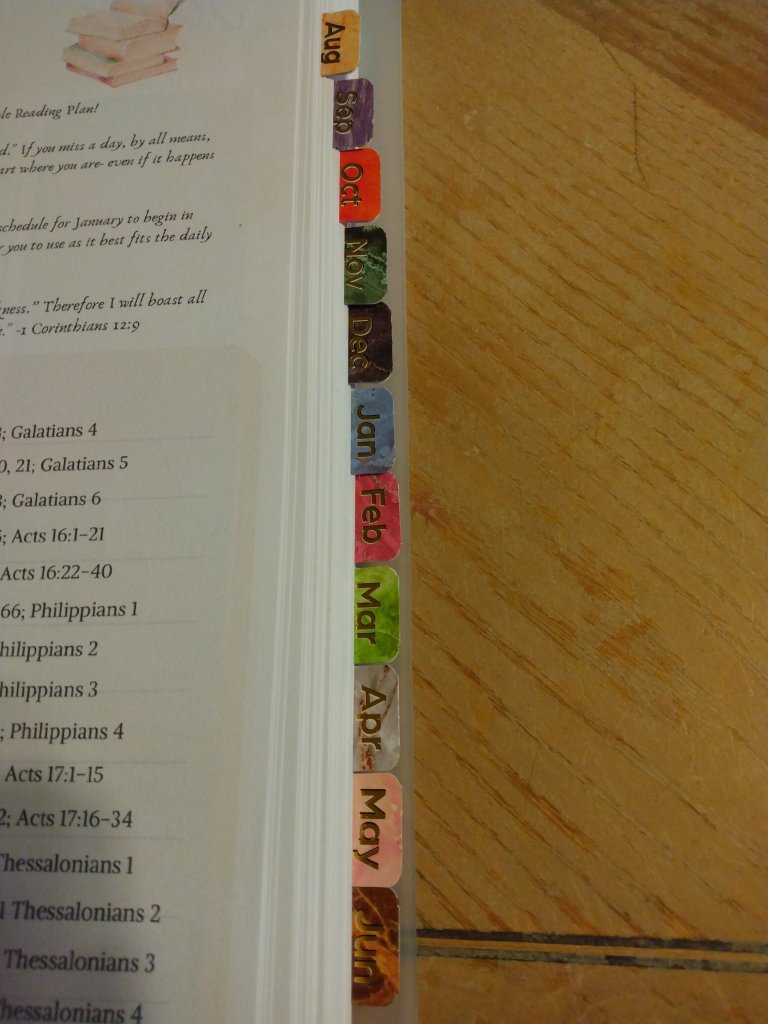 le Reading Plan!
d." If you miss a day, by all means,
art where you are- even if it happens
schedule for January to begin in
you to use as it best fits the daily
ness." Therefore I will boast all
." -1 Corinthians 12:9
; Galatians 4
0, 21; Galatians 5
; Galatians 6
; Acts 16:1-21
Acts 16:22-40
66; Philippians 1
hilippians 2
hilippians 3
; Philippians 4
Acts 17:1-15
2; Acts 17:16-34
Thessalonians 1
1 Thessalonians 2
Thessalonians 3
hessalonians 4
Aug
Sep
Oct
Nov
Dec
Jan
Feb
Mar
Apr
May
Jun